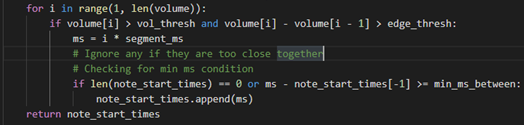 for i in range(1, len(volume)):
    if volume[i] > vol_thresh and volume[i] - volume[i - 1] > edge_thresh:
        ms = i * segment_ms
        # Ignore any if they are too close together
        # Checking for min ms condition
        if len(note_start_times) == 0 or ms - note_start_times[-1] >= min_ms_between:
            note_start_times.append(ms)
return note_start_times